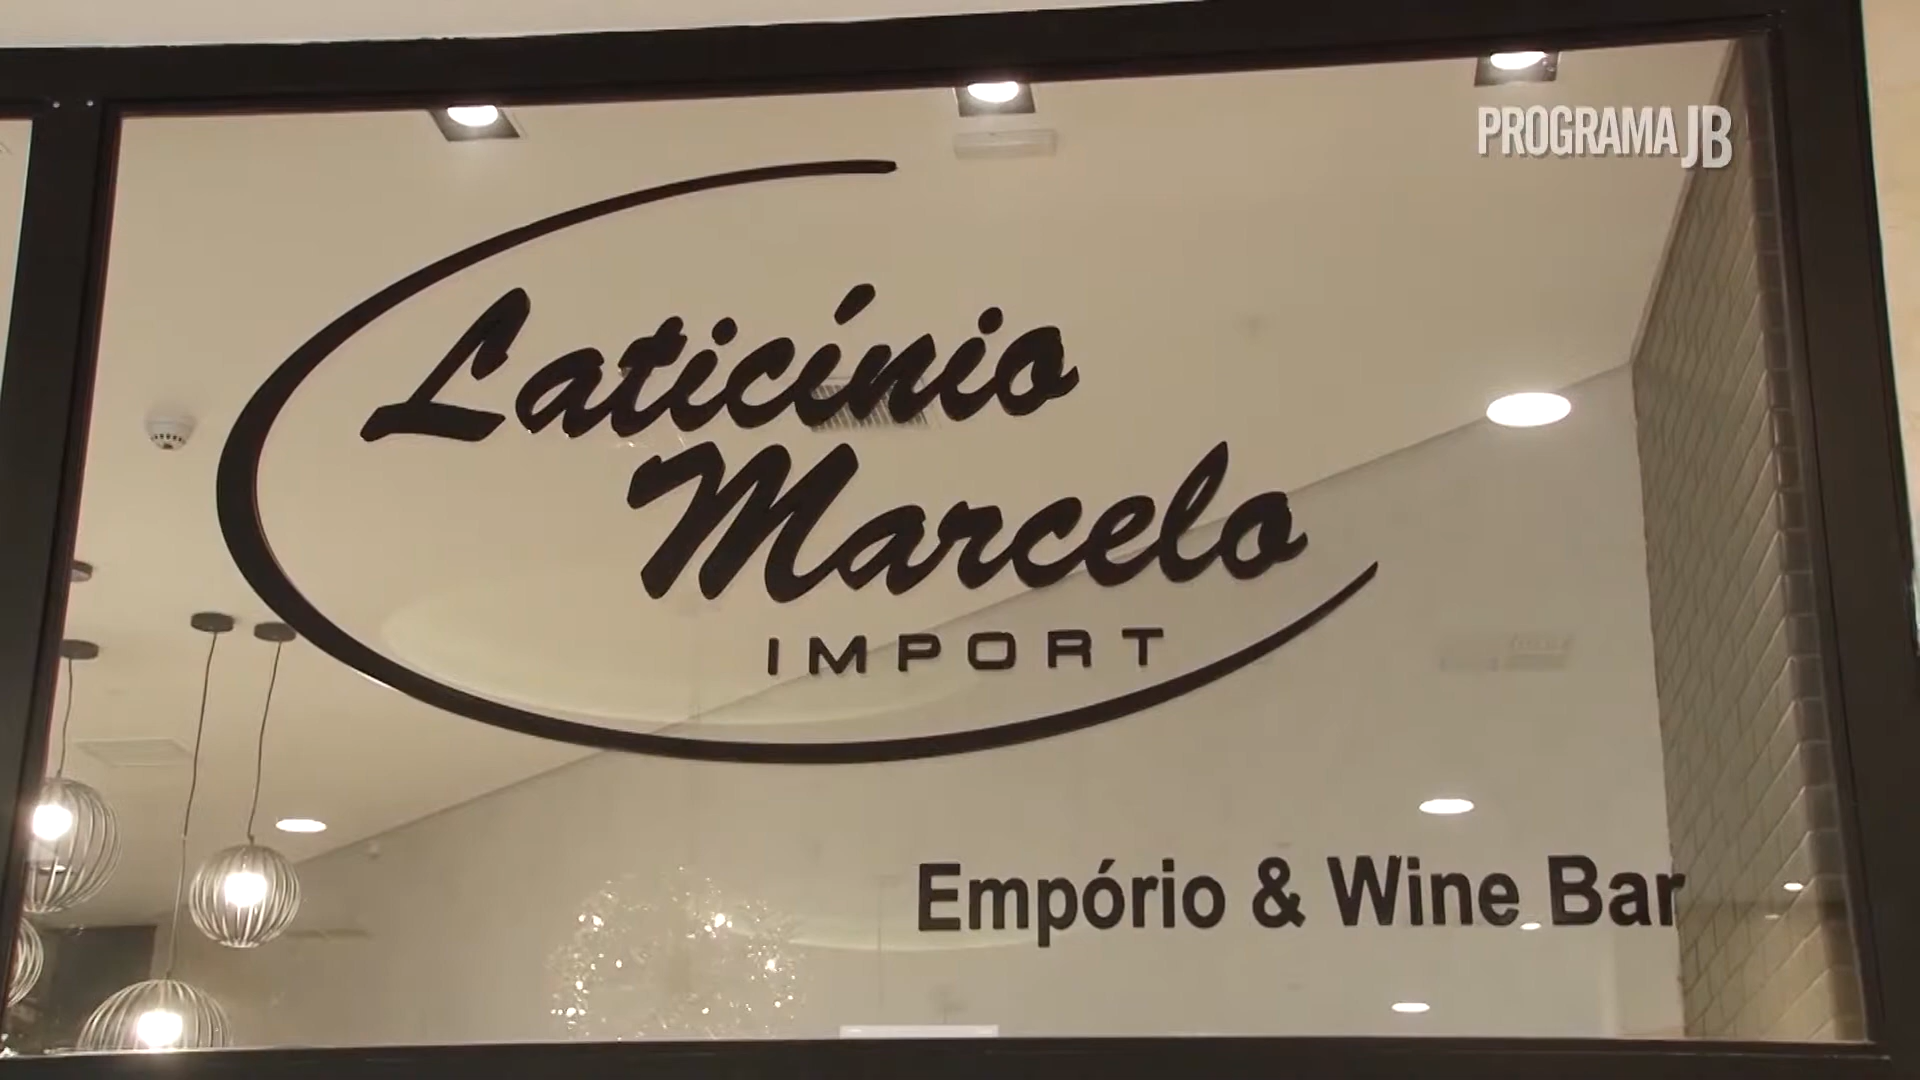 PROGRAMA JB
Laticínio
Marcelo
IMPORT
Empório & Wine Bar